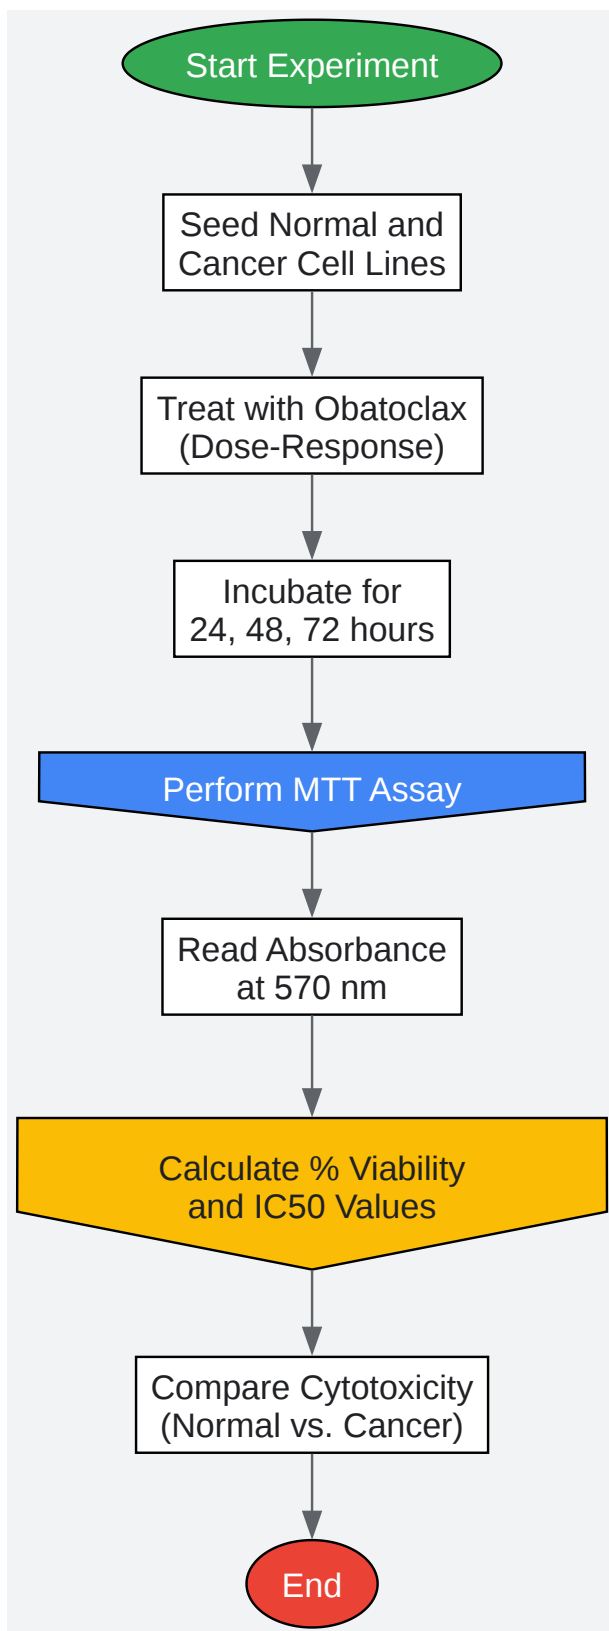 Start Experiment
Seed Normal and
Cancer Cell Lines
Treat with Obatoclax
(Dose-Response)
Incubate for
24, 48, 72 hours
Perform MTT Assay
Read Absorbance
at 570 nm
Calculate % Viability
and IC50 Values
Compare Cytotoxicity
(Normal vs. Cancer)
End